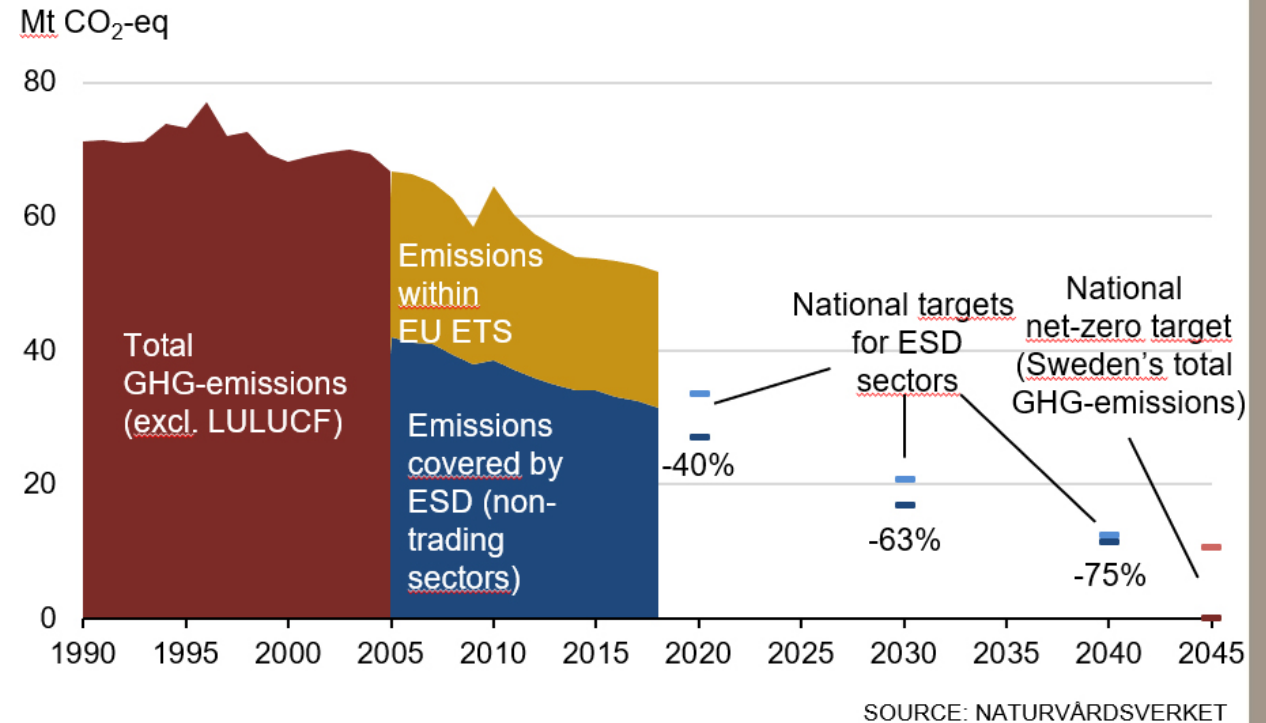 Mt CO₂-eq
80
60
40
20
0
Total
GHG-emissions
(excl. LULUCF)
Emissions
within
EU ETS
Emissions
covered by
ESD (non-
trading
sectors)
National targets
for ESD
sectors
National
net-zero target
(Sweden's total
GHG-emissions)
-40%
-63%
-75%
1990 1995 2000 2005 2010 2015 2020 2025 2030 2035 2040 2045
SOURCE: NATURVÅRDSVERKET